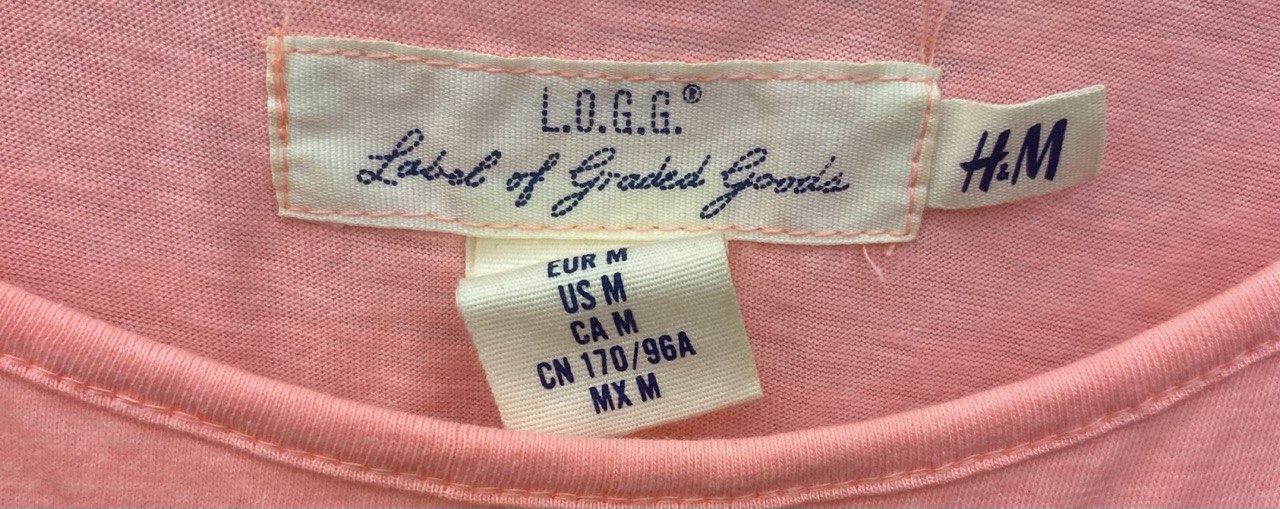 L.O.G.G.®
Label of Graded Goods
H&M
EUR M
US M
CA M
CN 170/96A
MX M